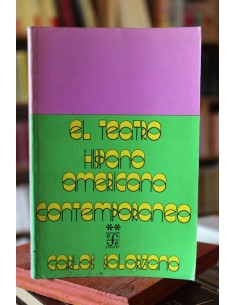 el teatro
hispano
americano
contemporaneo
**
carlos solorzano